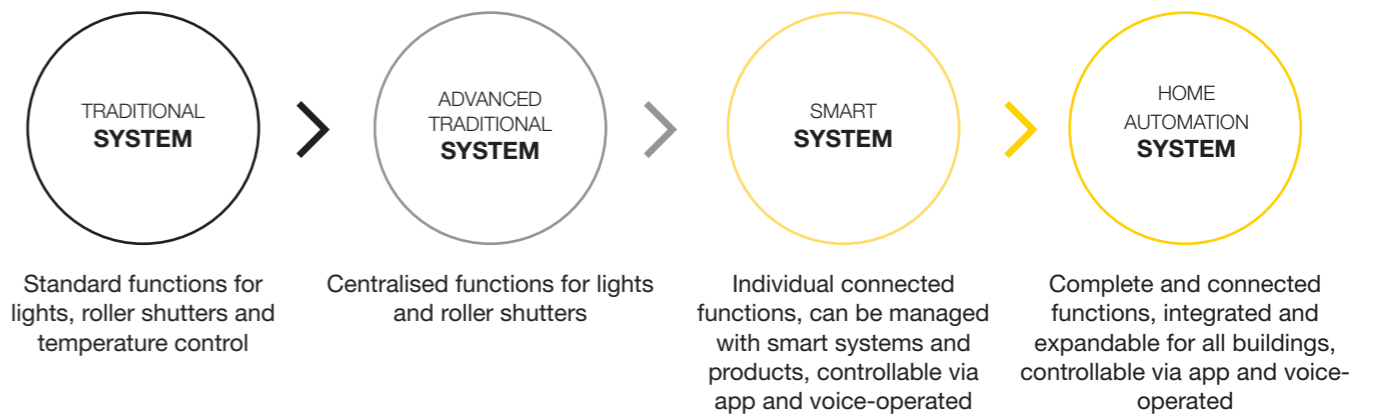 TRADITIONAL
SYSTEM
ADVANCED
TRADITIONAL
SYSTEM
SMART
SYSTEM
HOME
AUTOMATION
SYSTEM
Standard functions for
lights, roller shutters and
temperature control
Centralised functions for lights
and roller shutters
Individual connected
functions, can be managed
with smart systems and
products, controllable via
app and voice-operated
Complete and connected
functions, integrated and
expandable for all buildings,
controllable via app and voice-
operated